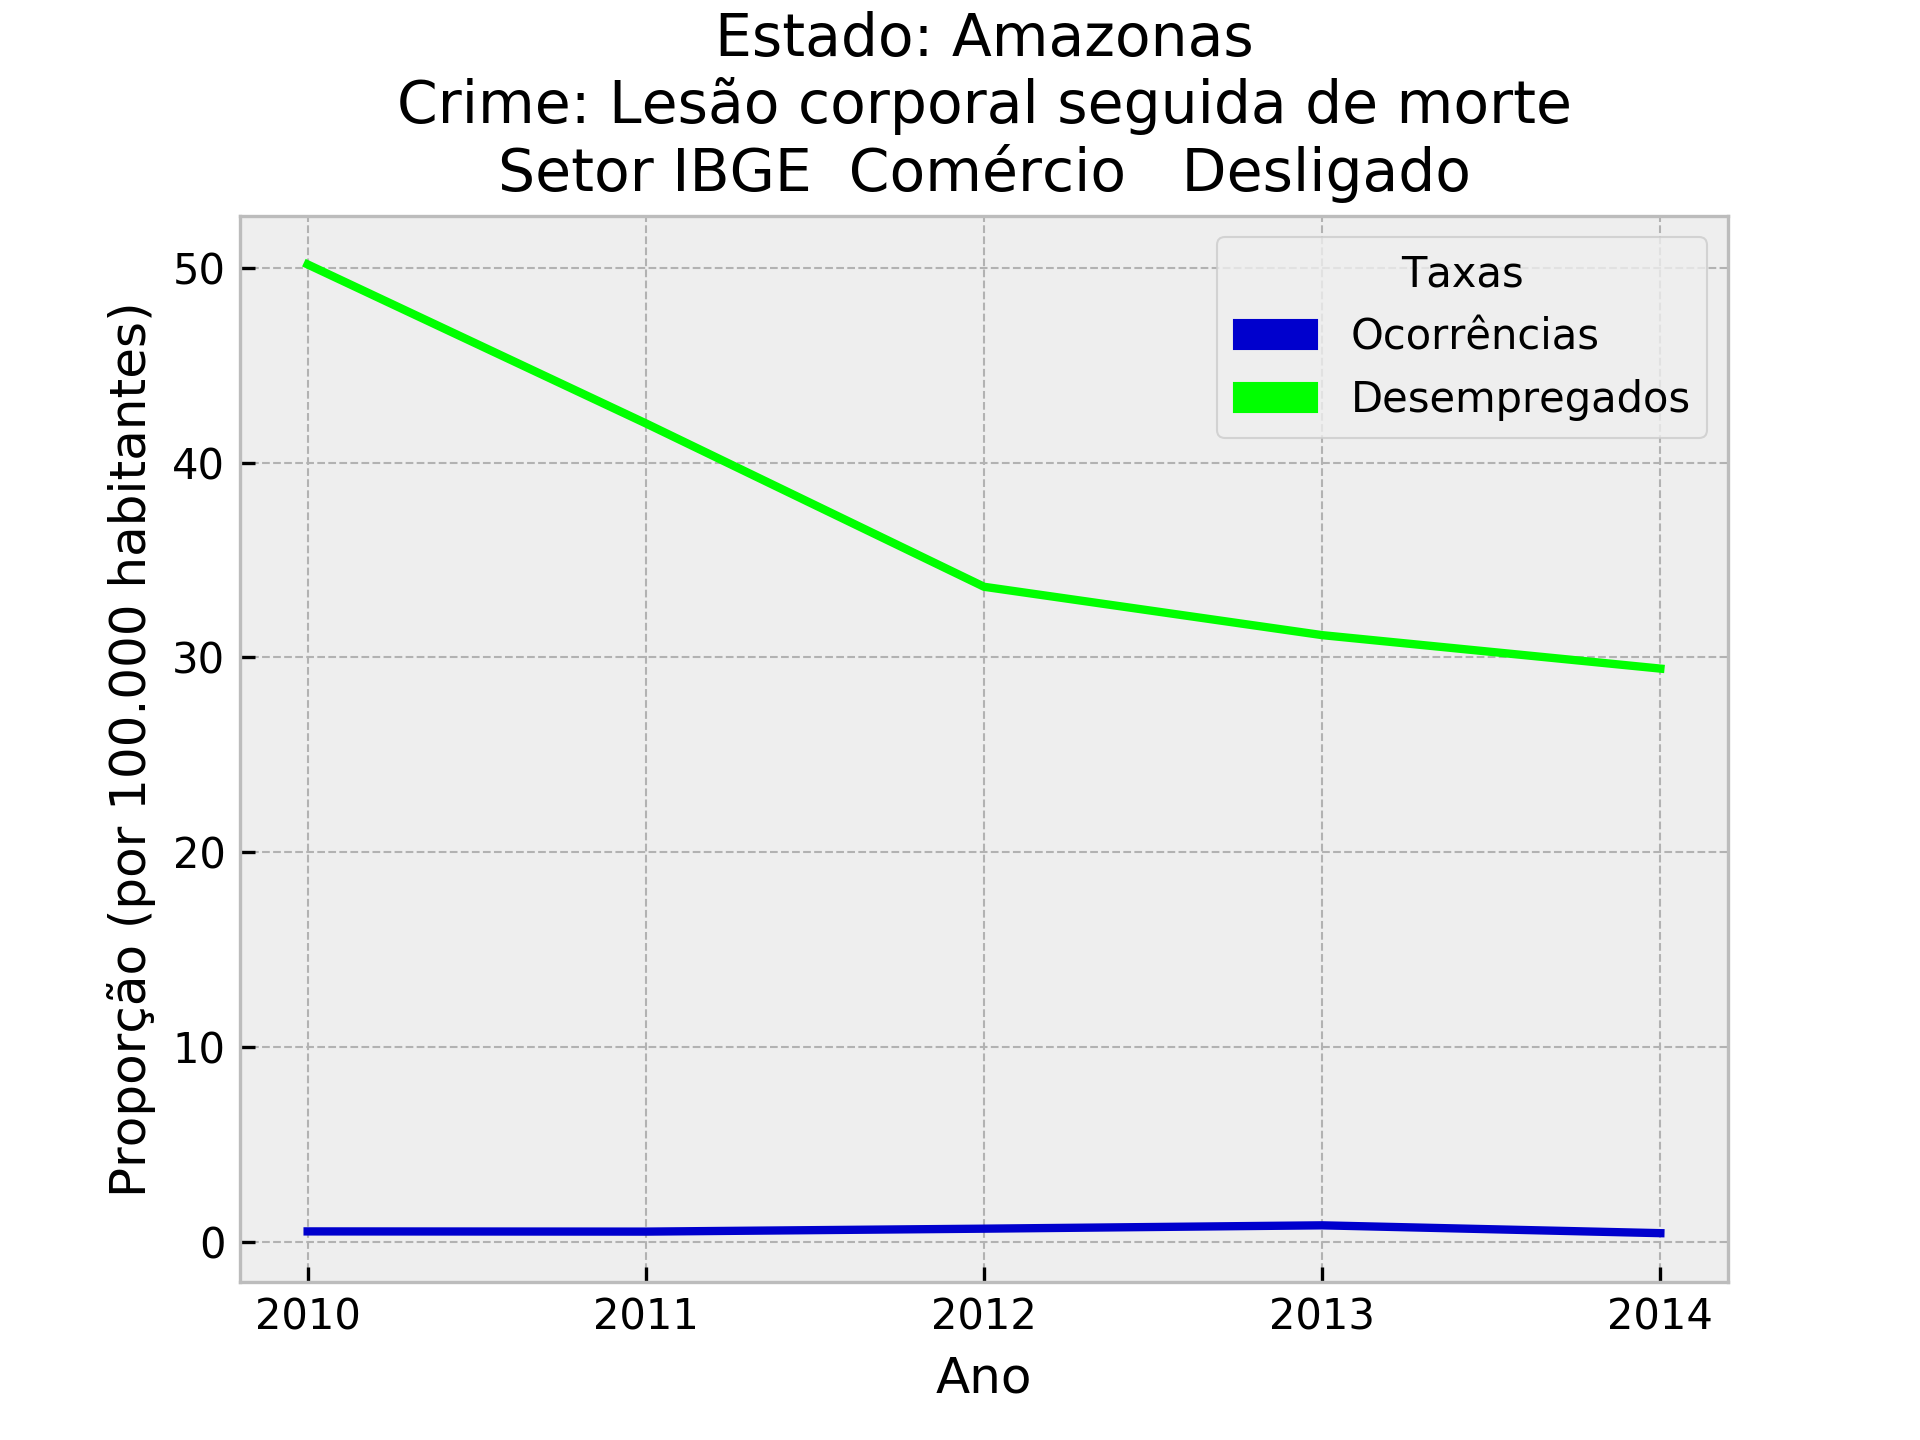 Estado: Amazonas
Crime: Lesão corporal seguida de morte
Setor IBGE  Comércio   Desligado
Taxas
Ocorrências
Desempregados
Proporção (por 100.000 habitantes)
50
40
30
20
10
0
2010 2011 2012 2013 2014
Ano